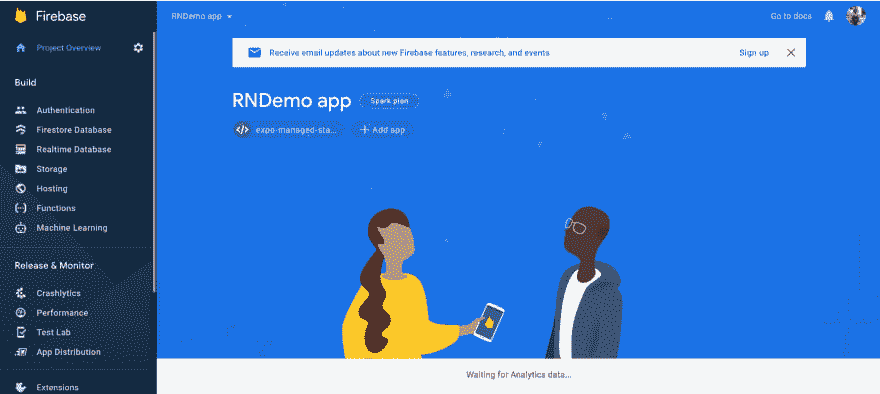 Firebase
Project Overview
Build
Authentication
Firestore Database
Realtime Database
Storage
Hosting
Functions
Machine Learning
Release & Monitor
Crashlytics
Performance
Test Lab
App Distribution
Extensions
RNDemo app
Go to docs
Receive email updates about new Firebase features, research, and events
Sign up
RNDemo app
Spark plan
expo-managed-sta...
Add app
Waiting for Analytics data...